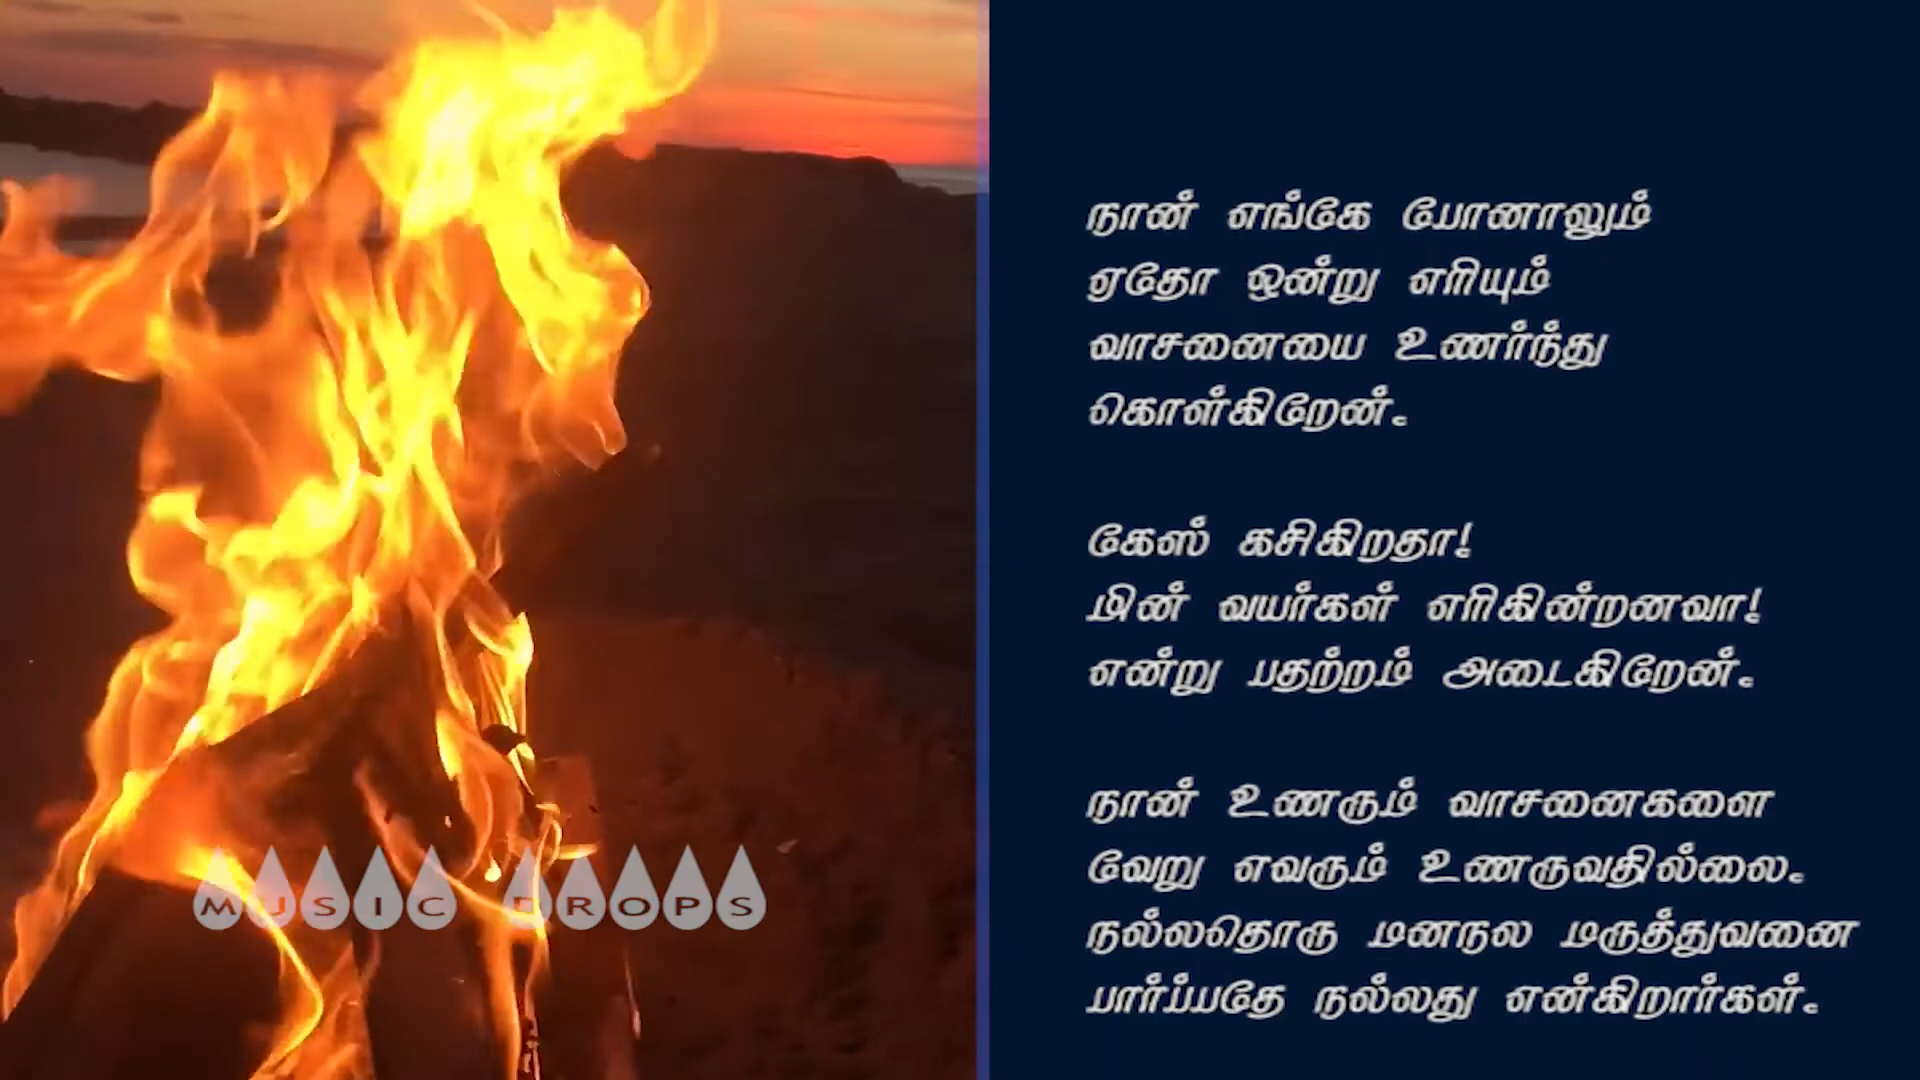 நான் எங்கே போனாலும்
ஏதோ ஒன்று எரியும்
வாசனையை உணர்ந்து
கொள்கிறேன்.
கேஸ் கசிகிறதா!
மின் வயர்கள் எரிகின்றனவா!
என்று பதற்றம் அடைகிறேன்.
நான் உணரும் வாசனைகளை
வேறு எவரும் உணருவதில்லை.
நல்லதொரு மனநல மருத்துவனை
பார்ப்பதே நல்லது என்கிறார்கள்.
MUSIC DROPS